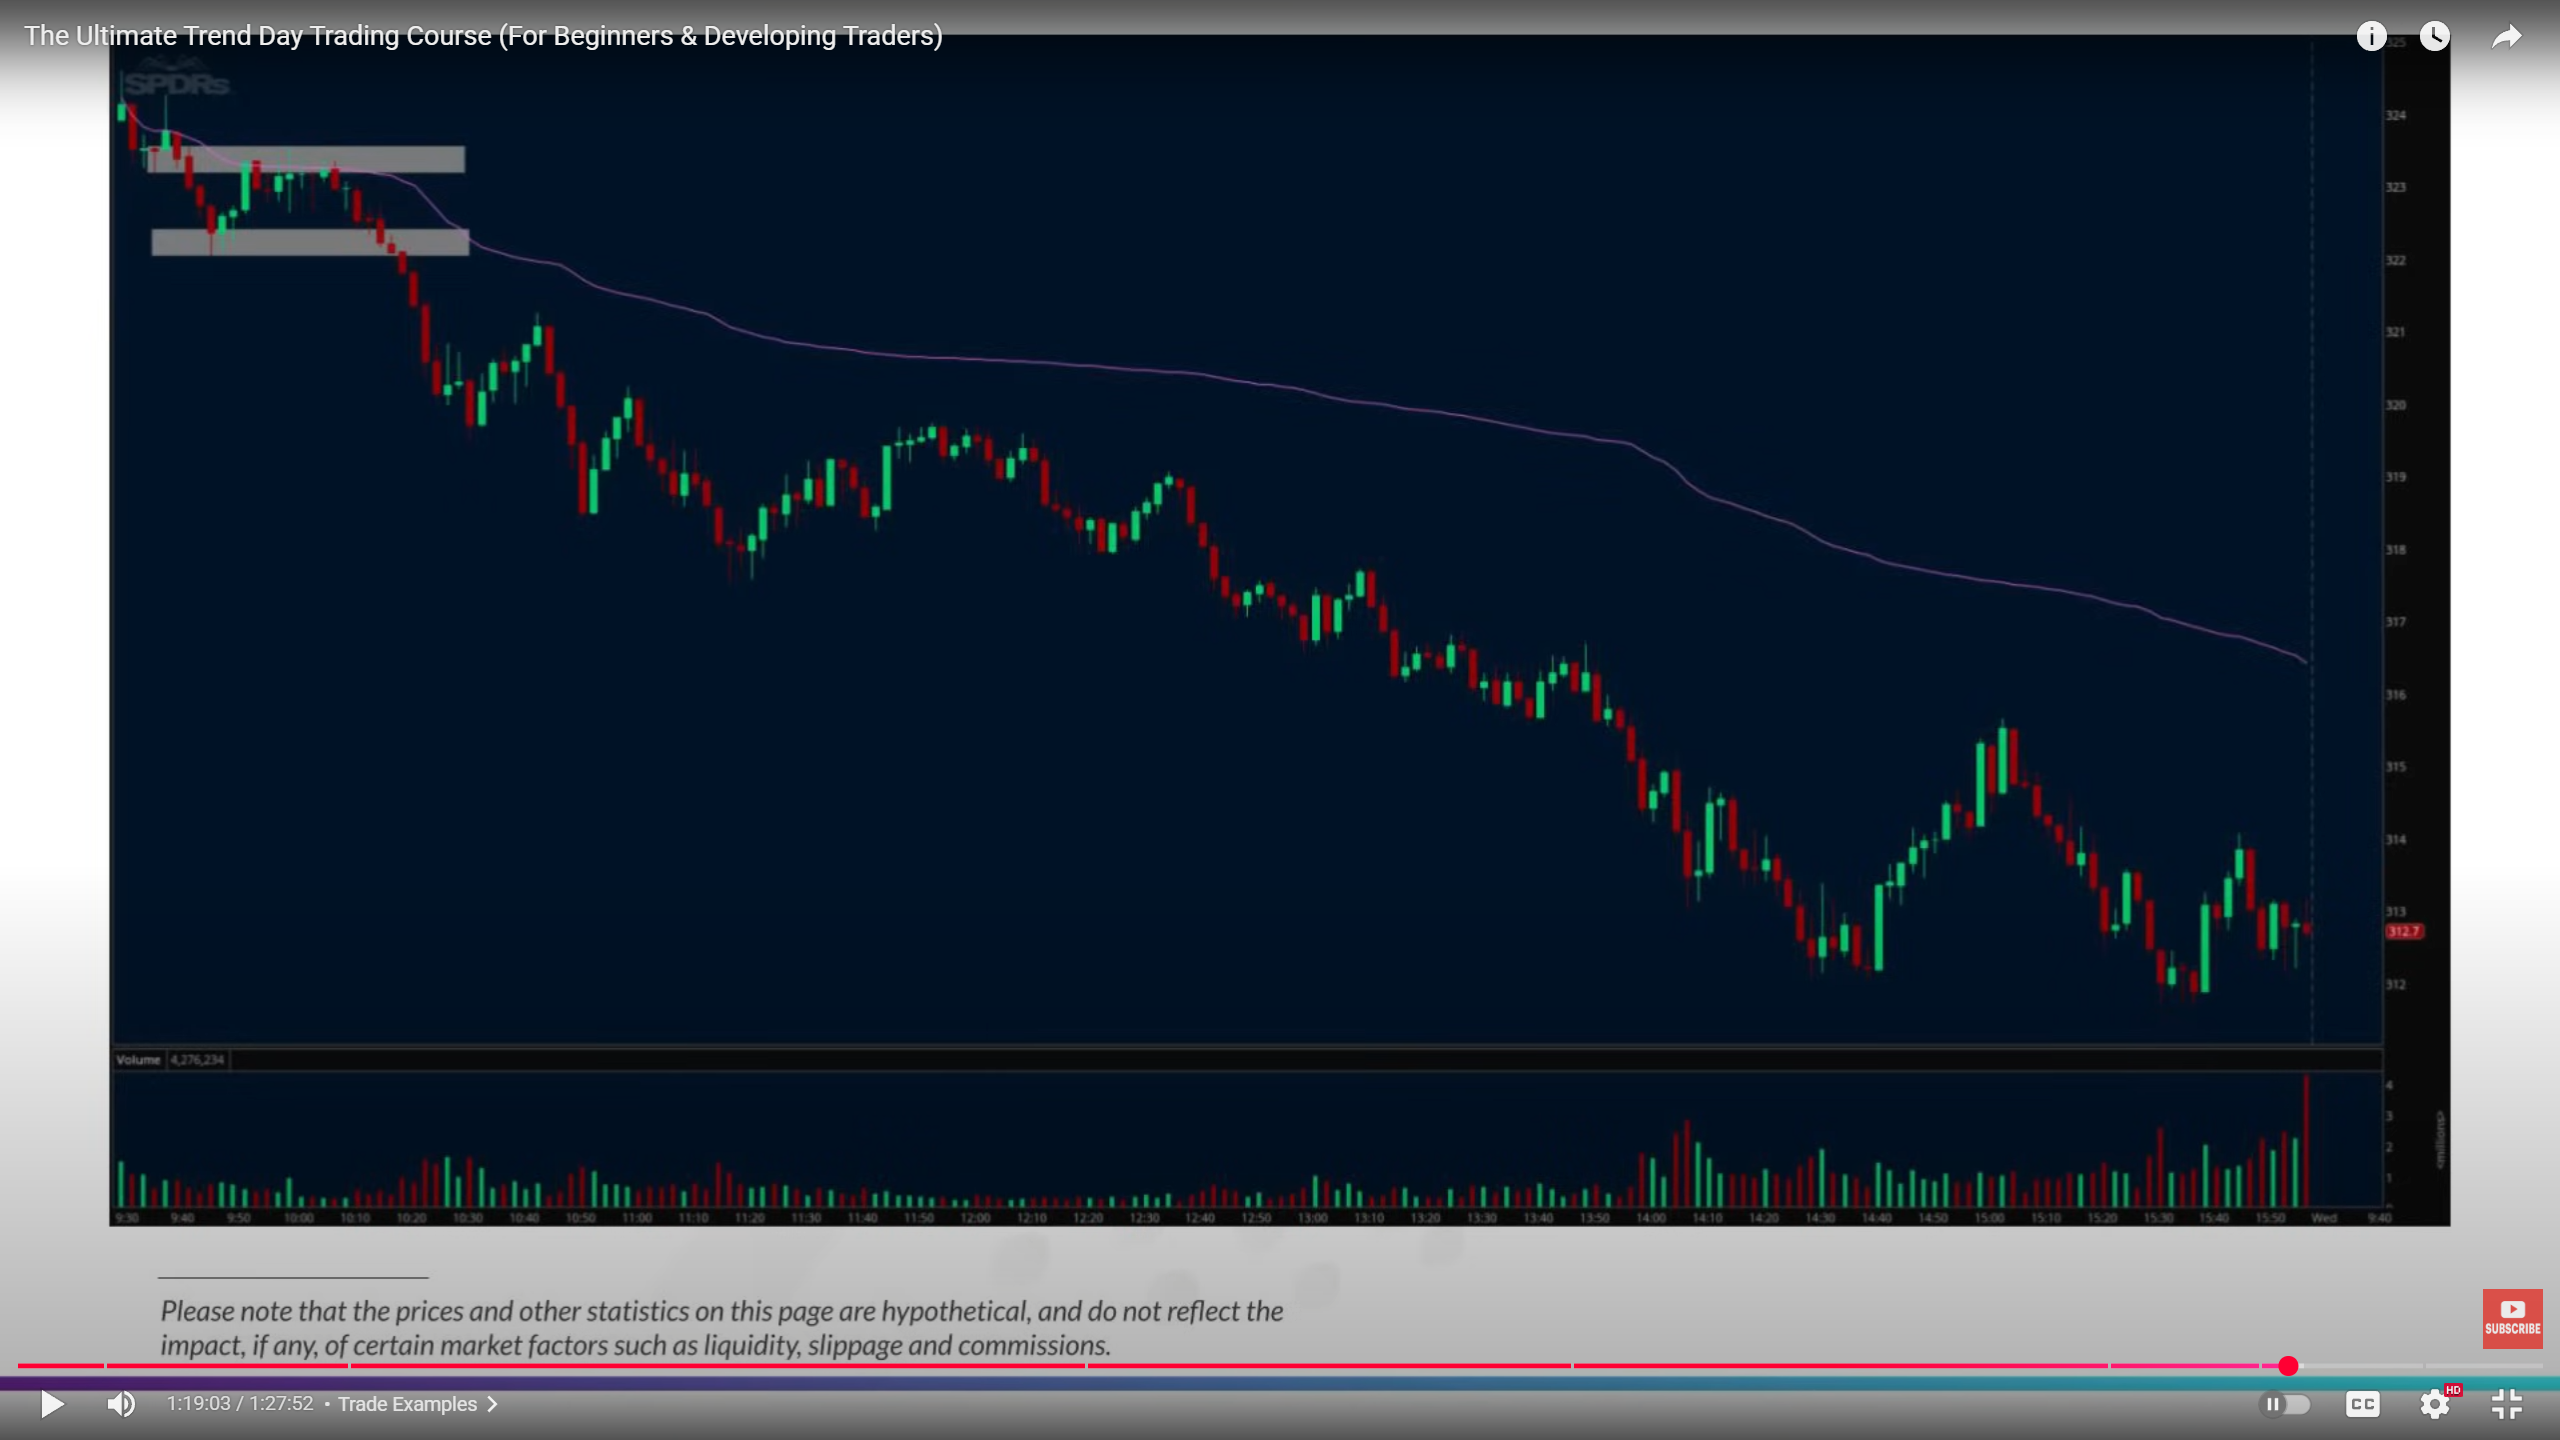 The Ultimate Trend Day Trading Course (For Beginners & Developing Traders)
SPDRs
325
324
323
322
321
320
319
318
317
316
315
314
313
312.7
312
Volume 4,276,234
4
3
2
1
<millions>
9:30 9:40 9:50 10:00 10:10 10:20 10:30 10:40 10:50 11:00 11:10 11:20 11:30 11:40 11:50 12:00 12:10 12:20 12:30 12:40 12:50 13:00 13:10 13:20 13:30 13:40 13:50 14:00 14:10 14:20 14:30 14:40 14:50 15:00 15:10 15:20 15:30 15:40 15:50 Wed 9:40
Please note that the prices and other statistics on this page are hypothetical, and do not reflect the
impact, if any, of certain market factors such as liquidity, slippage and commissions.
SUBSCRIBE
1:19:03 / 1:27:52 • Trade Examples
CC
HD